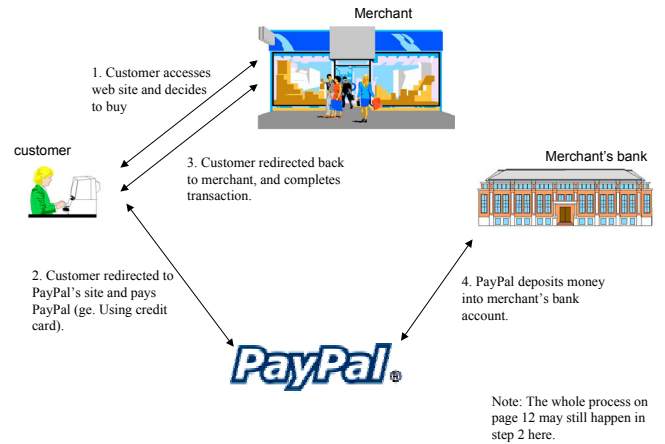 Merchant
1. Customer accesses
web site and decides
to buy
customer
3. Customer redirected back
to merchant, and completes
transaction.
Merchant's bank
2. Customer redirected to
PayPal's site and pays
PayPal (ge. Using credit
card).
4. PayPal deposits money
into merchant's bank
account.
PayPal ®
Note: The whole process on
page 12 may still happen in
step 2 here.